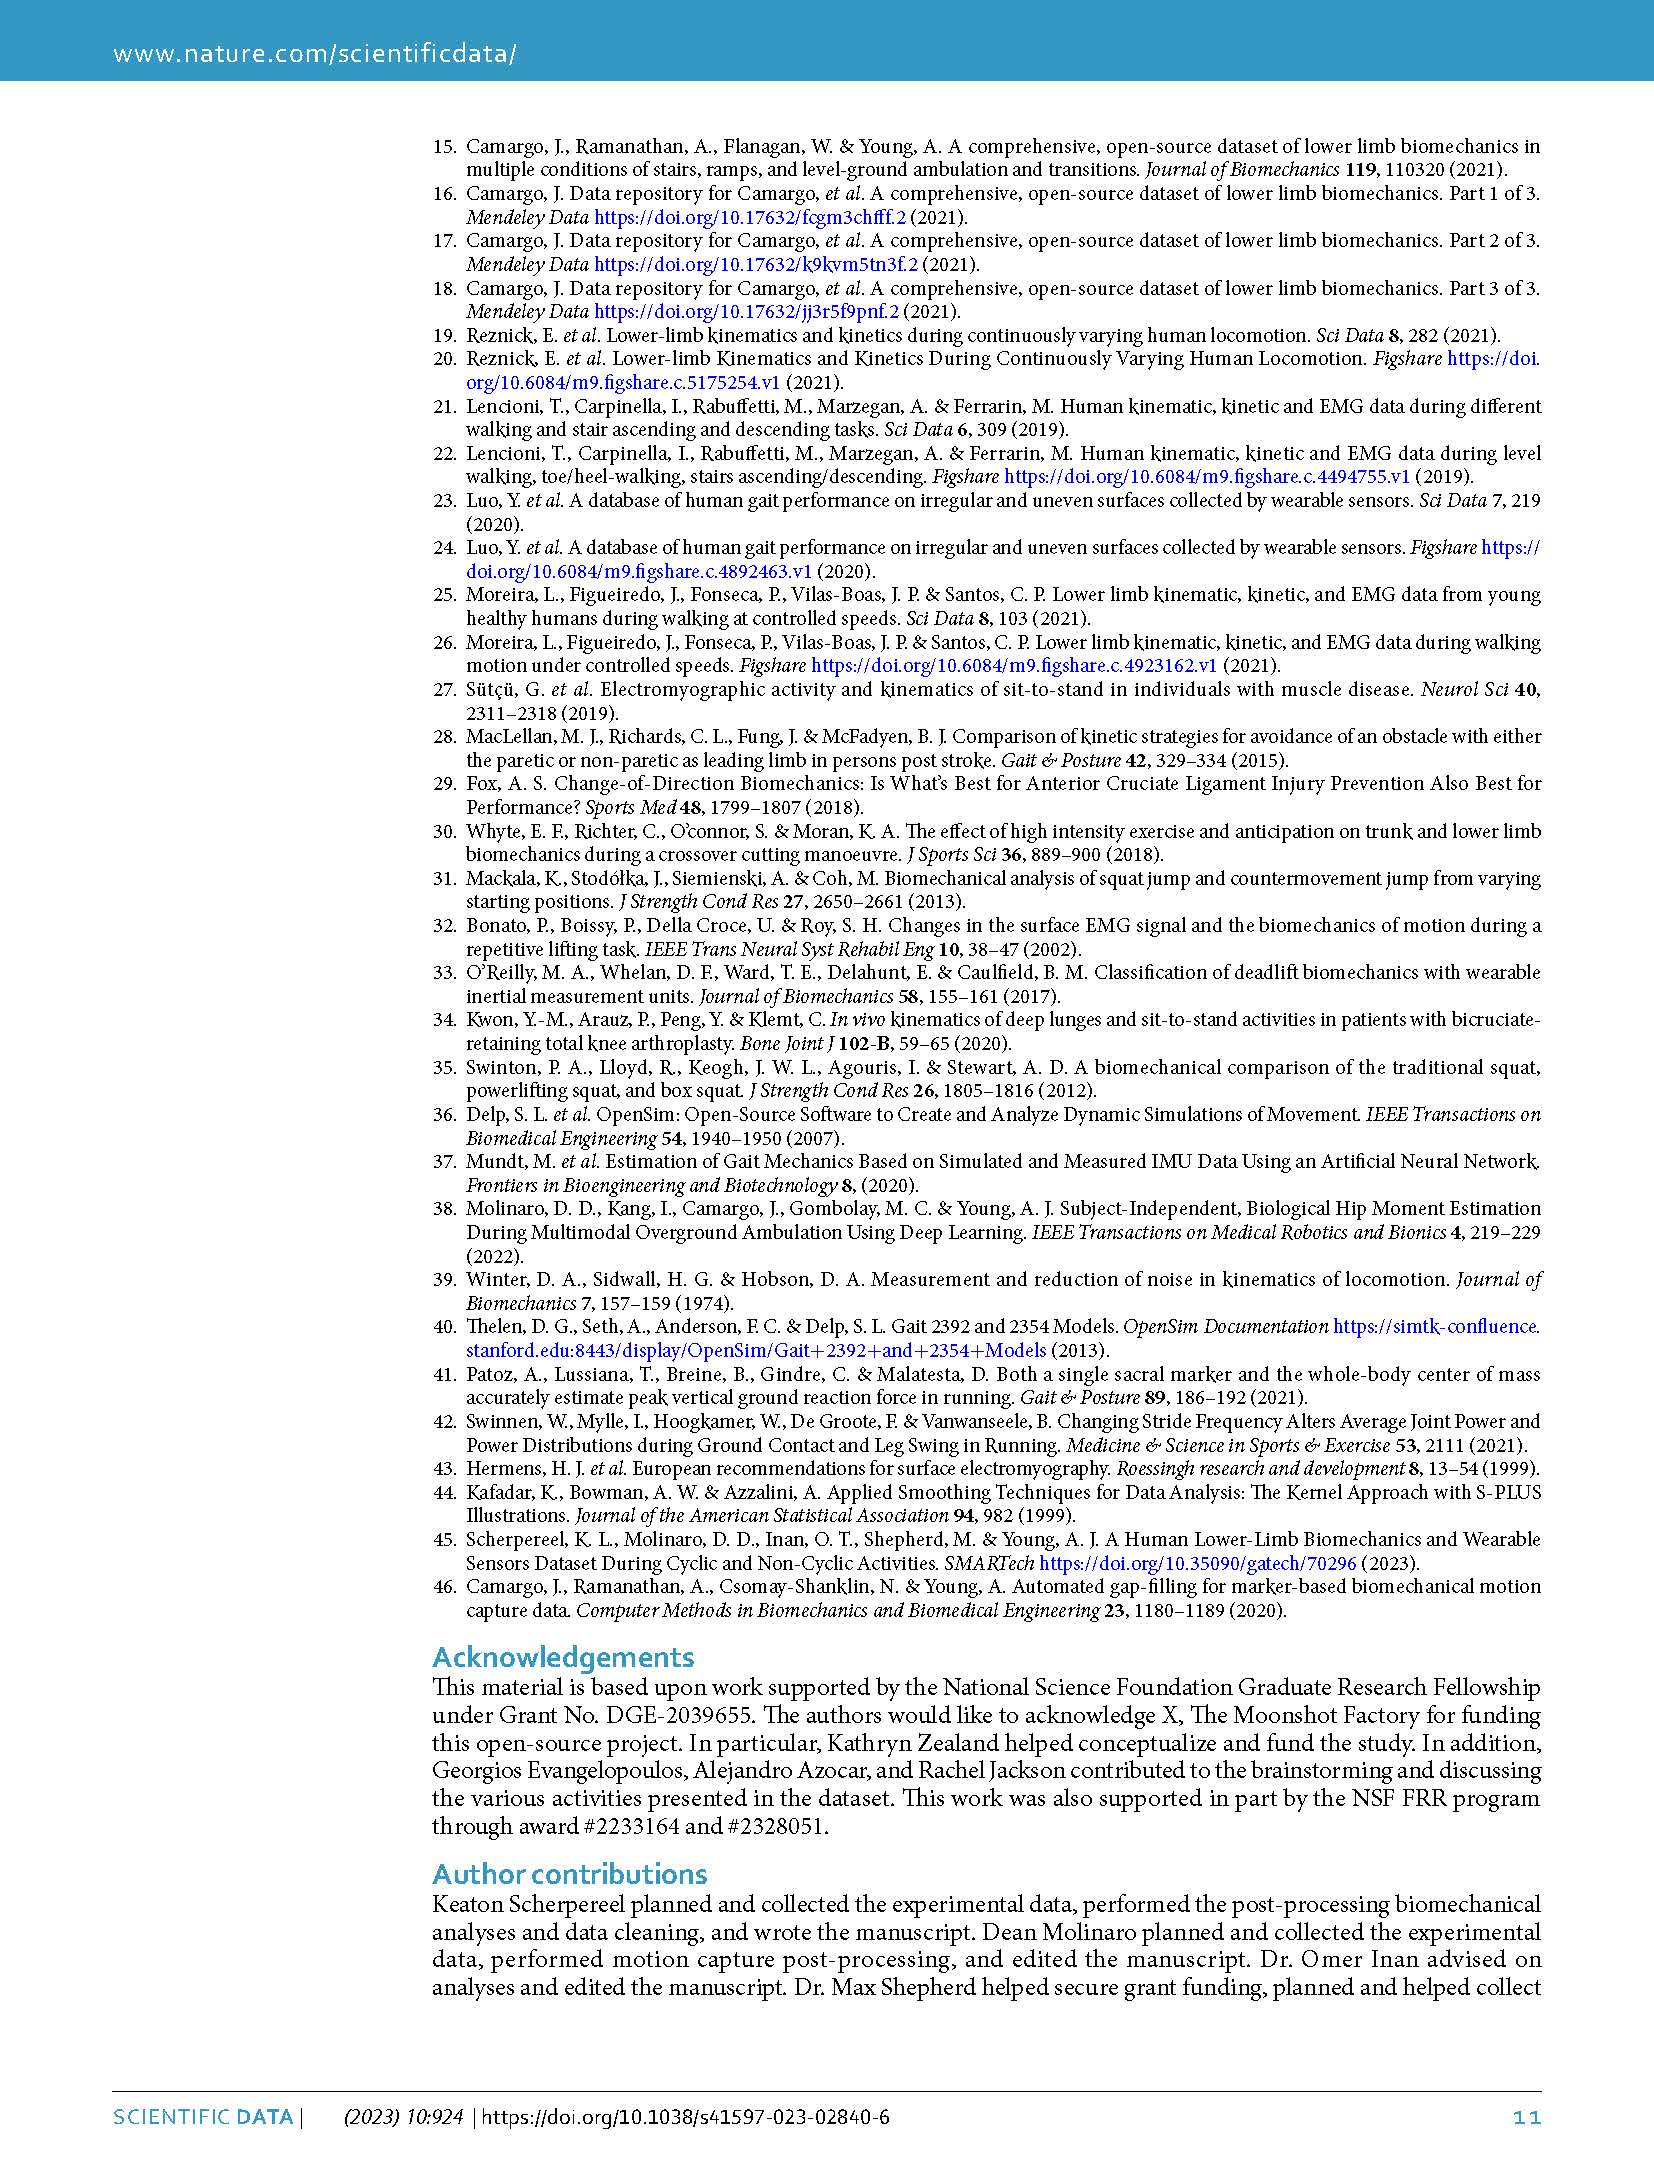 www.nature.com/scientificdata/
15. Camargo, J., Ramanathan, A., Flanagan, W. & Young, A. A comprehensive, open-source dataset of lower limb biomechanics in
multiple conditions of stairs, ramps, and level-ground ambulation and transitions. Journal of Biomechanics 119, 110320 (2021).
16. Camargo, J. Data repository for Camargo, et al. A comprehensive, open-source dataset of lower limb biomechanics. Part 1 of 3.
Mendeley Data https://doi.org/10.17632/fcgm3chfff.2 (2021).
17. Camargo, J. Data repository for Camargo, et al. A comprehensive, open-source dataset of lower limb biomechanics. Part 2 of 3.
Mendeley Data https://doi.org/10.17632/k9kvm5tn3f.2 (2021).
18. Camargo, J. Data repository for Camargo, et al. A comprehensive, open-source dataset of lower limb biomechanics. Part 3 of 3.
Mendeley Data https://doi.org/10.17632/jj3r5f9pnf.2 (2021).
19. Reznick, E. et al. Lower-limb kinematics and kinetics during continuously varying human locomotion. Sci Data 8, 282 (2021).
20. Reznick, E. et al. Lower-limb Kinematics and Kinetics During Continuously Varying Human Locomotion. Figshare https://doi.
org/10.6084/m9.figshare.c.5175254.v1 (2021).
21. Lencioni, T., Carpinella, I., Rabuffetti, M., Marzegan, A. & Ferrarin, M. Human kinematic, kinetic and EMG data during different
walking and stair ascending and descending tasks. Sci Data 6, 309 (2019).
22. Lencioni, T., Carpinella, I., Rabuffetti, M., Marzegan, A. & Ferrarin, M. Human kinematic, kinetic and EMG data during level
walking, toe/heel-walking, stairs ascending/descending. Figshare https://doi.org/10.6084/m9.figshare.c.4494755.v1 (2019).
23. Luo, Y. et al. A database of human gait performance on irregular and uneven surfaces collected by wearable sensors. Sci Data 7, 219
(2020).
24. Luo, Y. et al. A database of human gait performance on irregular and uneven surfaces collected by wearable sensors. Figshare https://
doi.org/10.6084/m9.figshare.c.4892463.v1 (2020).
25. Moreira, L., Figueiredo, J., Fonseca, P., Vilas-Boas, J. P. & Santos, C. P. Lower limb kinematic, kinetic, and EMG data from young
healthy humans during walking at controlled speeds. Sci Data 8, 103 (2021).
26. Moreira, L., Figueiredo, J., Fonseca, P., Vilas-Boas, J. P. & Santos, C. P. Lower limb kinematic, kinetic, and EMG data during walking
motion under controlled speeds. Figshare https://doi.org/10.6084/m9.figshare.c.4923162.v1 (2021).
27. Sütçü, G. et al. Electromyographic activity and kinematics of sit-to-stand in individuals with muscle disease. Neurol Sci 40,
2311–2318 (2019).
28. MacLellan, M. J., Richards, C. L., Fung, J. & McFadyen, B. J. Comparison of kinetic strategies for avoidance of an obstacle with either
the paretic or non-paretic as leading limb in persons post stroke. Gait & Posture 42, 329–334 (2015).
29. Fox, A. S. Change-of-Direction Biomechanics: Is What's Best for Anterior Cruciate Ligament Injury Prevention Also Best for
Performance? Sports Med 48, 1799–1807 (2018).
30. Whyte, E. F., Richter, C., O'connor, S. & Moran, K. A. The effect of high intensity exercise and anticipation on trunk and lower limb
biomechanics during a crossover cutting manoeuvre. J Sports Sci 36, 889–900 (2018).
31. Mackala, K., Stodółka, J., Siemienski, A. & Coh, M. Biomechanical analysis of squat jump and countermovement jump from varying
starting positions. J Strength Cond Res 27, 2650–2661 (2013).
32. Bonato, P., Boissy, P., Della Croce, U. & Roy, S. H. Changes in the surface EMG signal and the biomechanics of motion during a
repetitive lifting task. IEEE Trans Neural Syst Rehabil Eng 10, 38–47 (2002).
33. O'Reilly, M. A., Whelan, D. F., Ward, T. E., Delahunt, E. & Caulfield, B. M. Classification of deadlift biomechanics with wearable
inertial measurement units. Journal of Biomechanics 58, 155–161 (2017).
34. Kwon, Y.-M., Arauz, P., Peng, Y. & Klemt, C. In vivo kinematics of deep lunges and sit-to-stand activities in patients with bicruciate-
retaining total knee arthroplasty. Bone Joint J 102-B, 59–65 (2020).
35. Swinton, P. A., Lloyd, R., Keogh, J. W. L., Agouris, I. & Stewart, A. D. A biomechanical comparison of the traditional squat,
powerlifting squat, and box squat. J Strength Cond Res 26, 1805–1816 (2012).
36. Delp, S. L. et al. OpenSim: Open-Source Software to Create and Analyze Dynamic Simulations of Movement. IEEE Transactions on
Biomedical Engineering 54, 1940–1950 (2007).
37. Mundt, M. et al. Estimation of Gait Mechanics Based on Simulated and Measured IMU Data Using an Artificial Neural Network.
Frontiers in Bioengineering and Biotechnology 8, (2020).
38. Molinaro, D. D., Kang, I., Camargo, J., Gombolay, M. C. & Young, A. J. Subject-Independent, Biological Hip Moment Estimation
During Multimodal Overground Ambulation Using Deep Learning. IEEE Transactions on Medical Robotics and Bionics 4, 219–229
(2022).
39. Winter, D. A., Sidwall, H. G. & Hobson, D. A. Measurement and reduction of noise in kinematics of locomotion. Journal of
Biomechanics 7, 157–159 (1974).
40. Thelen, D. G., Seth, A., Anderson, F. C. & Delp, S. L. Gait 2392 and 2354 Models. OpenSim Documentation https://simtk-confluence.
stanford.edu:8443/display/OpenSim/Gait+2392+and+2354+Models (2013).
41. Patoz, A., Lussiana, T., Breine, B., Gindre, C. & Malatesta, D. Both a single sacral marker and the whole-body center of mass
accurately estimate peak vertical ground reaction force in running. Gait & Posture 89, 186–192 (2021).
42. Swinnen, W., Mylle, I., Hoogkamer, W., De Groote, F. & Vanwanseele, B. Changing Stride Frequency Alters Average Joint Power and
Power Distributions during Ground Contact and Leg Swing in Running. Medicine & Science in Sports & Exercise 53, 2111 (2021).
43. Hermens, H. J. et al. European recommendations for surface electromyography. Roessingh research and development 8, 13–54 (1999).
44. Kafadar, K., Bowman, A. W. & Azzalini, A. Applied Smoothing Techniques for Data Analysis: The Kernel Approach with S-PLUS
Illustrations. Journal of the American Statistical Association 94, 982 (1999).
45. Scherpereel, K. L., Molinaro, D. D., Inan, O. T., Shepherd, M. & Young, A. J. A Human Lower-Limb Biomechanics and Wearable
Sensors Dataset During Cyclic and Non-Cyclic Activities. SMARTech https://doi.org/10.35090/gatech/70296 (2023).
46. Camargo, J., Ramanathan, A., Csomay-Shanklin, N. & Young, A. Automated gap-filling for marker-based biomechanical motion
capture data. Computer Methods in Biomechanics and Biomedical Engineering 23, 1180–1189 (2020).
Acknowledgements
This material is based upon work supported by the National Science Foundation Graduate Research Fellowship
under Grant No. DGE-2039655. The authors would like to acknowledge X, The Moonshot Factory for funding
this open-source project. In particular, Kathryn Zealand helped conceptualize and fund the study. In addition,
Georgios Evangelopoulos, Alejandro Azocar, and Rachel Jackson contributed to the brainstorming and discussing
the various activities presented in the dataset. This work was also supported in part by the NSF FRR program
through award #2233164 and #2328051.
Author contributions
Keaton Scherpereel planned and collected the experimental data, performed the post-processing biomechanical
analyses and data cleaning, and wrote the manuscript. Dean Molinaro planned and collected the experimental
data, performed motion capture post-processing, and edited the manuscript. Dr. Omer Inan advised on
analyses and edited the manuscript. Dr. Max Shepherd helped secure grant funding, planned and helped collect
SCIENTIFIC DATA | (2023) 10:924 | https://doi.org/10.1038/s41597-023-02840-6 11